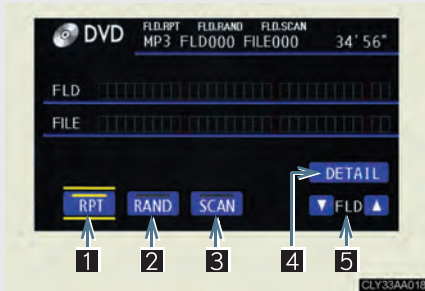 DVD
FLD.RPT FLD.RAND FLD.SCAN
MP3 FLD000 FILE000 34'56"
FLD
FILE
DETAIL
RPT RAND SCAN ▼ FLD ▲
1 2 3 4 5
CLY33AA018